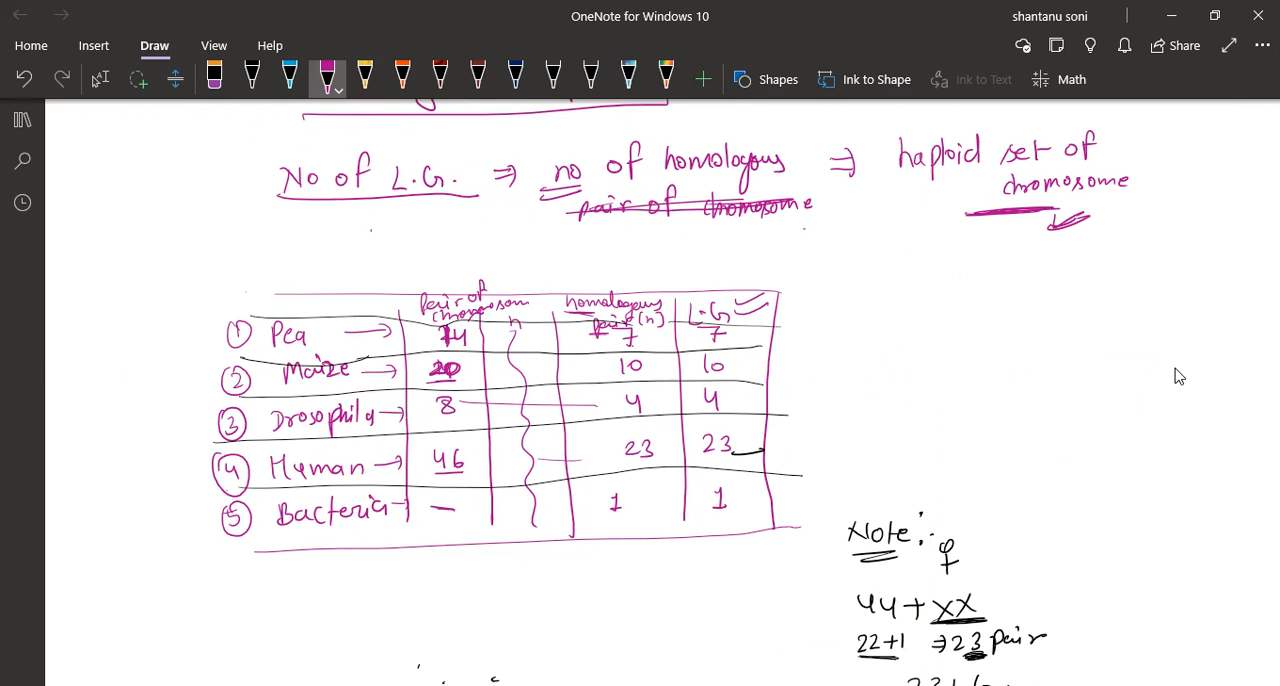 OneNote for Windows 10
shantanu soni
Home Insert Draw View Help
Share
Shapes Ink to Shape Ink to Text Math
No of L.G. ⇒ no of homologous ⇒ haploid set of
pair of chromosome chromosome
pair of chromosom n homologous pair (n) L.G
① Pea → 14 7 7
② Maize → 20 10 10
③ Drosophila → 8 4 4
④ Human → 46 23 23
⑤ Bacteria → — 1 1
Note :- ♀
44 + XX
22+1 ⇒ 23 pair